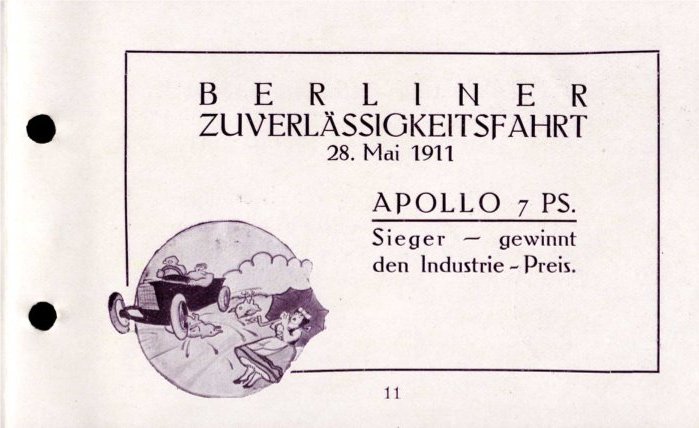 BERLINER
ZUVERLÄSSIGKEITSFAHRT
28. Mai 1911
APOLLO 7 PS.
Sieger – gewinnt
den Industrie-Preis.
11